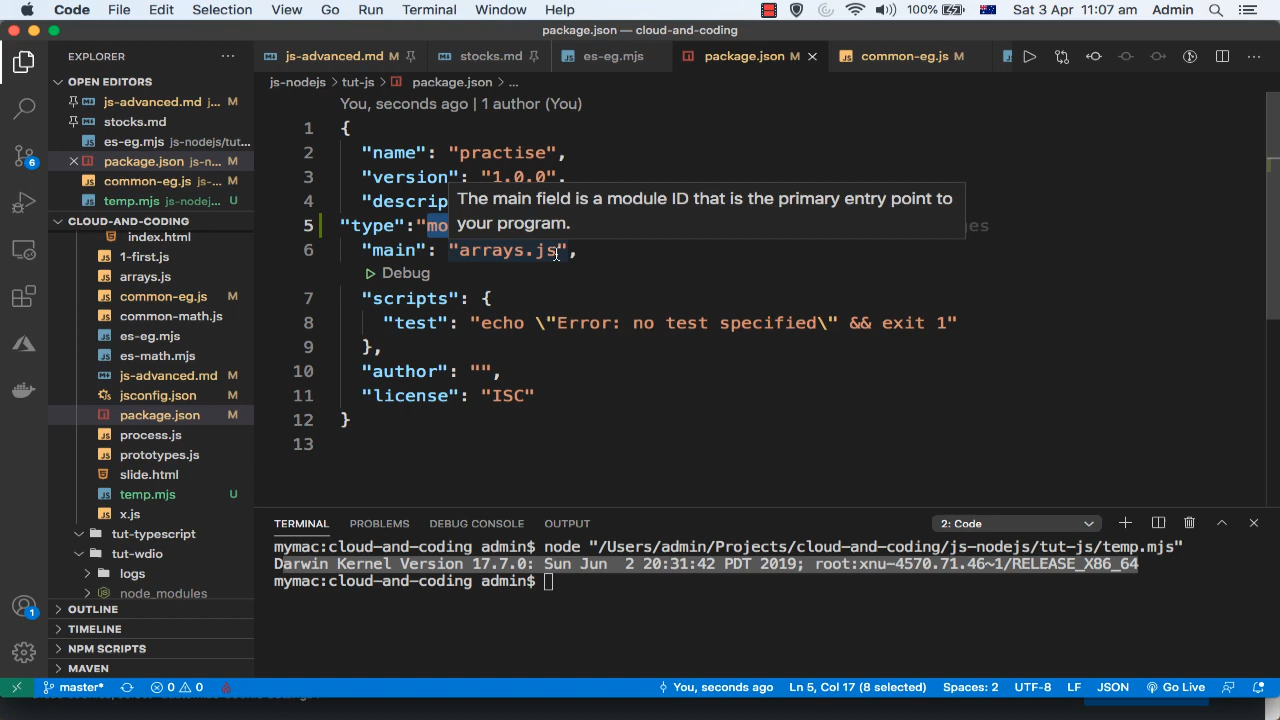 Code File Edit Selection View Go Run Terminal Window Help 100% Sat 3 Apr 11:07 am Admin
package.json — cloud-and-coding
EXPLORER
js-advanced.md M
stocks.md
es-eg.mjs
package.json M
common-eg.js M
OPEN EDITORS
js-advanced.md /... M
stocks.md
es-eg.mjs js-nodejs/tut...
package.json js-n... M
common-eg.js js-... M
temp.mjs js-nodejs/... U
CLOUD-AND-CODING
index.html
1-first.js
arrays.js
common-eg.js M
common-math.js
es-eg.mjs
es-math.mjs
js-advanced.md M
jsconfig.json M
package.json M
process.js
prototypes.js
slide.html
temp.mjs U
x.js
tut-typescript
tut-wdio
logs
node_modules
OUTLINE
TIMELINE
NPM SCRIPTS
MAVEN
6
1
js-nodejs > tut-js > package.json > ...
You, seconds ago | 1 author (You)
1 {
2 "name": "practise",
3 "version": "1.0.0",
4 "descrip
The main field is a module ID that is the primary entry point to
your program.
5 "type":"mo
6 "main": "arrays.js",
Debug
7 "scripts": {
8 "test": "echo \"Error: no test specified\" && exit 1"
9 },
10 "author": "",
11 "license": "ISC"
12 }
13
TERMINAL PROBLEMS DEBUG CONSOLE OUTPUT 2: Code
mymac:cloud-and-coding admin$ node "/Users/admin/Projects/cloud-and-coding/js-nodejs/tut-js/temp.mjs"
Darwin Kernel Version 17.7.0: Sun Jun 2 20:31:42 PDT 2019; root:xnu-4570.71.46~1/RELEASE_X86_64
mymac:cloud-and-coding admin$
master* 0 0 You, seconds ago Ln 5, Col 17 (8 selected) Spaces: 2 UTF-8 LF JSON Go Live